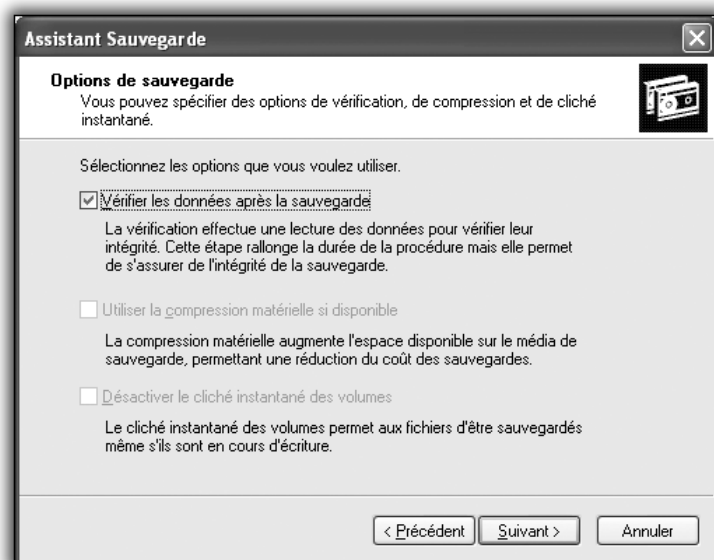 Assistant Sauvegarde
Options de sauvegarde
Vous pouvez spécifier des options de vérification, de compression et de cliché
instantané.
Sélectionnez les options que vous voulez utiliser.
Vérifier les données après la sauvegarde
La vérification effectue une lecture des données pour vérifier leur
intégrité. Cette étape rallonge la durée de la procédure mais elle permet
de s'assurer de l'intégrité de la sauvegarde.
Utiliser la compression matérielle si disponible
La compression matérielle augmente l'espace disponible sur le média de
sauvegarde, permettant une réduction du coût des sauvegardes.
Désactiver le cliché instantané des volumes
Le cliché instantané des volumes permet aux fichiers d'être sauvegardés
même s'ils sont en cours d'écriture.
< Précédent Suivant > Annuler